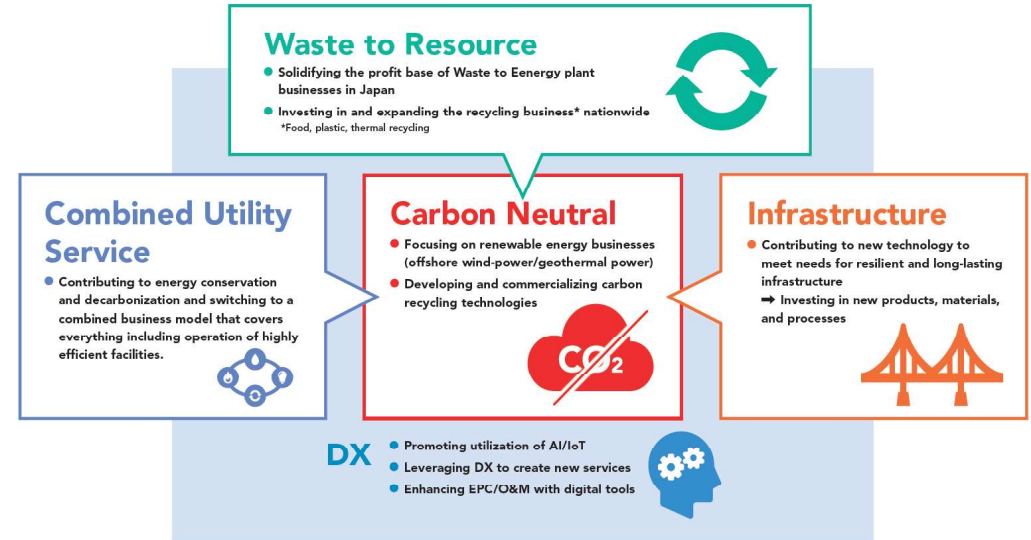 Waste to Resource
● Solidifying the profit base of Waste to Eenergy plant
businesses in Japan
● Investing in and expanding the recycling business* nationwide
*Food, plastic, thermal recycling
Combined Utility
Service
● Contributing to energy conservation
and decarbonization and switching to a
combined business model that covers
everything including operation of highly
efficient facilities.
Carbon Neutral
● Focusing on renewable energy businesses
(offshore wind-power/geothermal power)
● Developing and commercializing carbon
recycling technologies
CO2
Infrastructure
● Contributing to new technology to
meet needs for resilient and long-lasting
infrastructure
➡ Investing in new products, materials,
and processes
DX
● Promoting utilization of AI/IoT
● Leveraging DX to create new services
● Enhancing EPC/O&M with digital tools